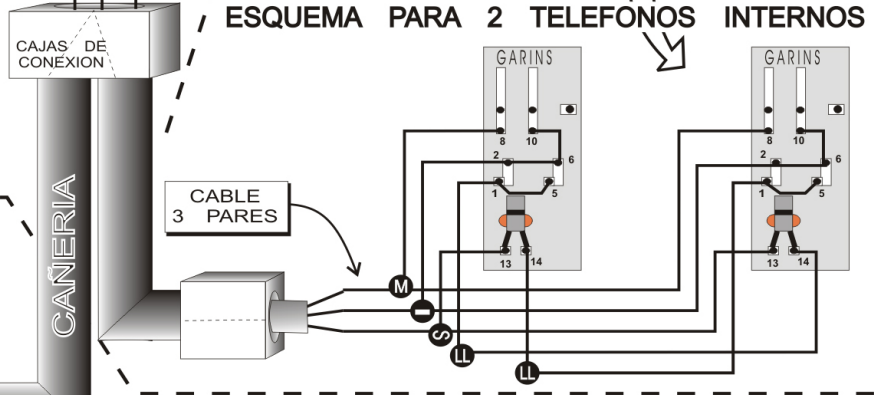 ESQUEMA PARA 2 TELEFONOS INTERNOS
CAJAS DE
CONEXION
GARINS
GARINS
8 10
8 10
2 6
2 6
1 5
1 5
CABLE
3 PARES
CAÑERIA
13 14
13 14
M
I
S
LL
LL